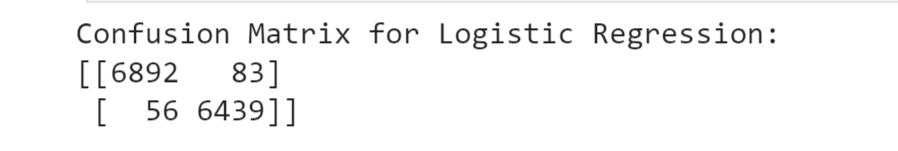 Confusion Matrix for Logistic Regression:
[[6892   83]
 [  56 6439]]